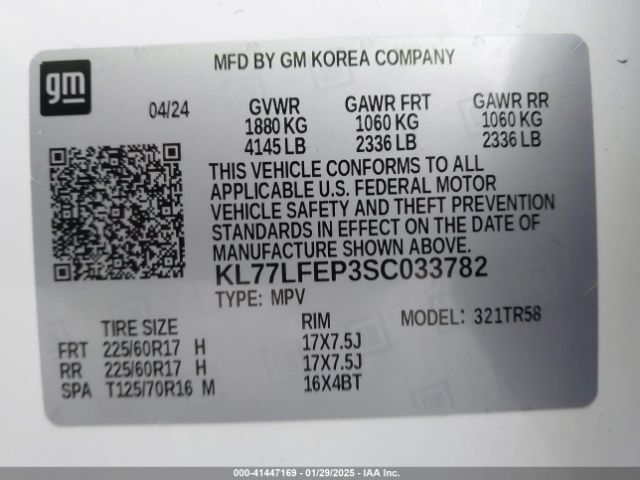 gm
MFD BY GM KOREA COMPANY
04/24
GVWR GAWR FRT GAWR RR
1880 KG 1060 KG 1060 KG
4145 LB 2336 LB 2336 LB
THIS VEHICLE CONFORMS TO ALL
APPLICABLE U.S. FEDERAL MOTOR
VEHICLE SAFETY AND THEFT PREVENTION
STANDARDS IN EFFECT ON THE DATE OF
MANUFACTURE SHOWN ABOVE.
KL77LFEP3SC033782
TYPE: MPV
MODEL: 321TR58
TIRE SIZE RIM
FRT 225/60R17 H 17X7.5J
RR 225/60R17 H 17X7.5J
SPA T125/70R16 M 16X4BT
000-41447169 - 01/29/2025 - IAAI.COM